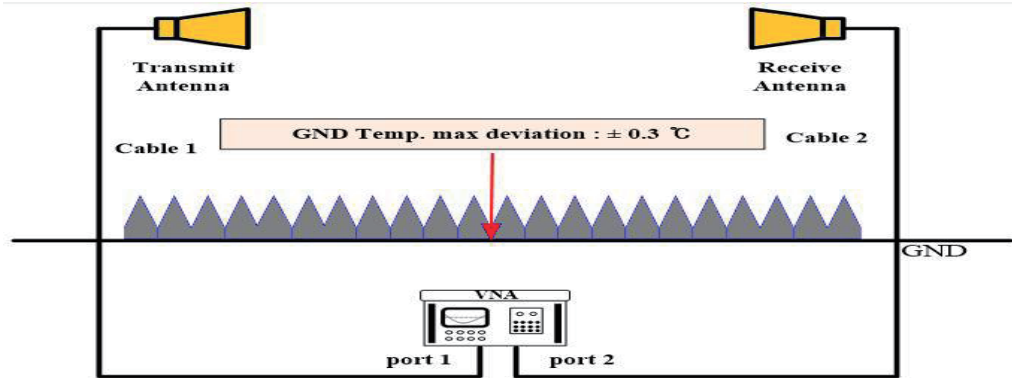 Transmit
Antenna
Receive
Antenna
GND Temp. max deviation : ± 0.3 ℃
Cable 1
Cable 2
GND
VNA
port 1
port 2